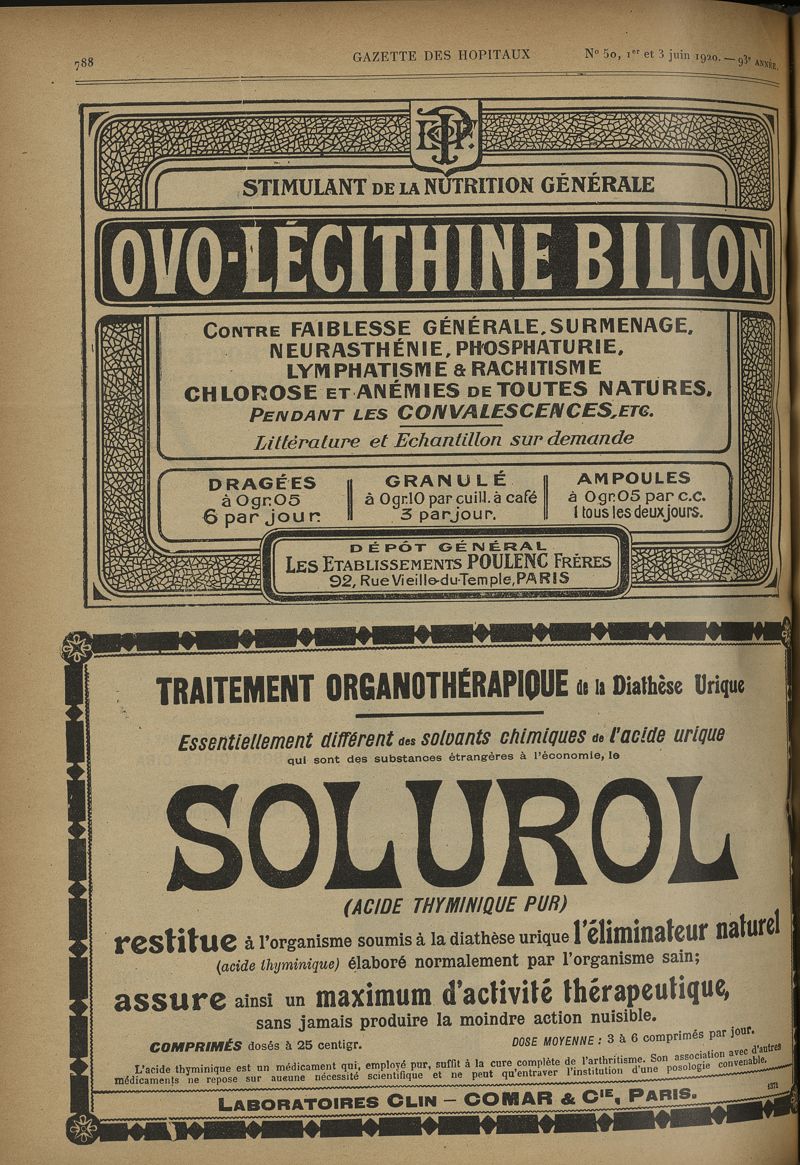 788 GAZETTE DES HOPITAUX N° 50, 1er et 3 juin 1920. — 93e ANNÉE.
STIMULANT DE LA NUTRITION GÉNÉRALE
OVO-LÉCITHINE BILLON
CONTRE FAIBLESSE GÉNÉRALE, SURMENAGE,
NEURASTHÉNIE, PHOSPHATURIE,
LYMPHATISME & RACHITISME
CHLOROSE ET ANÉMIES DE TOUTES NATURES,
PENDANT LES CONVALESCENCES, ETC.
Littérature et Echantillon sur demande
DRAGÉES
à 0gr.05
6 par jour.
GRANULÉ
à 0gr.10 par cuill. à café
3 par jour.
AMPOULES
à 0gr.05 par c.c.
1 tous les deux jours.
DÉPÔT GÉNÉRAL
LES ETABLISSEMENTS POULENC FRÈRES
92, Rue Vieille-du-Temple, PARIS
TRAITEMENT ORGANOTHÉRAPIQUE de la Diathèse Urique
Essentiellement différent des solvants chimiques de l'acide urique
qui sont des substances étrangères à l'économie, le
SOLUROL
(ACIDE THYMINIQUE PUR)
restitue à l'organisme soumis à la diathèse urique l'éliminateur naturel
(acide thyminique) élaboré normalement par l'organisme sain;
assure ainsi un maximum d'activité thérapeutique,
sans jamais produire la moindre action nuisible.
COMPRIMÉS dosés à 25 centigr. DOSE MOYENNE : 3 à 6 comprimés par jour.
L'acide thyminique est un médicament qui, employé pur, suffit à la cure complète de l'arthritisme. Son association avec d'autres
médicaments ne repose sur aucune nécessité scientifique et ne peut qu'entraver l'institution d'une posologie convenable.
1371
LABORATOIRES CLIN — COMAR & CIE, PARIS.